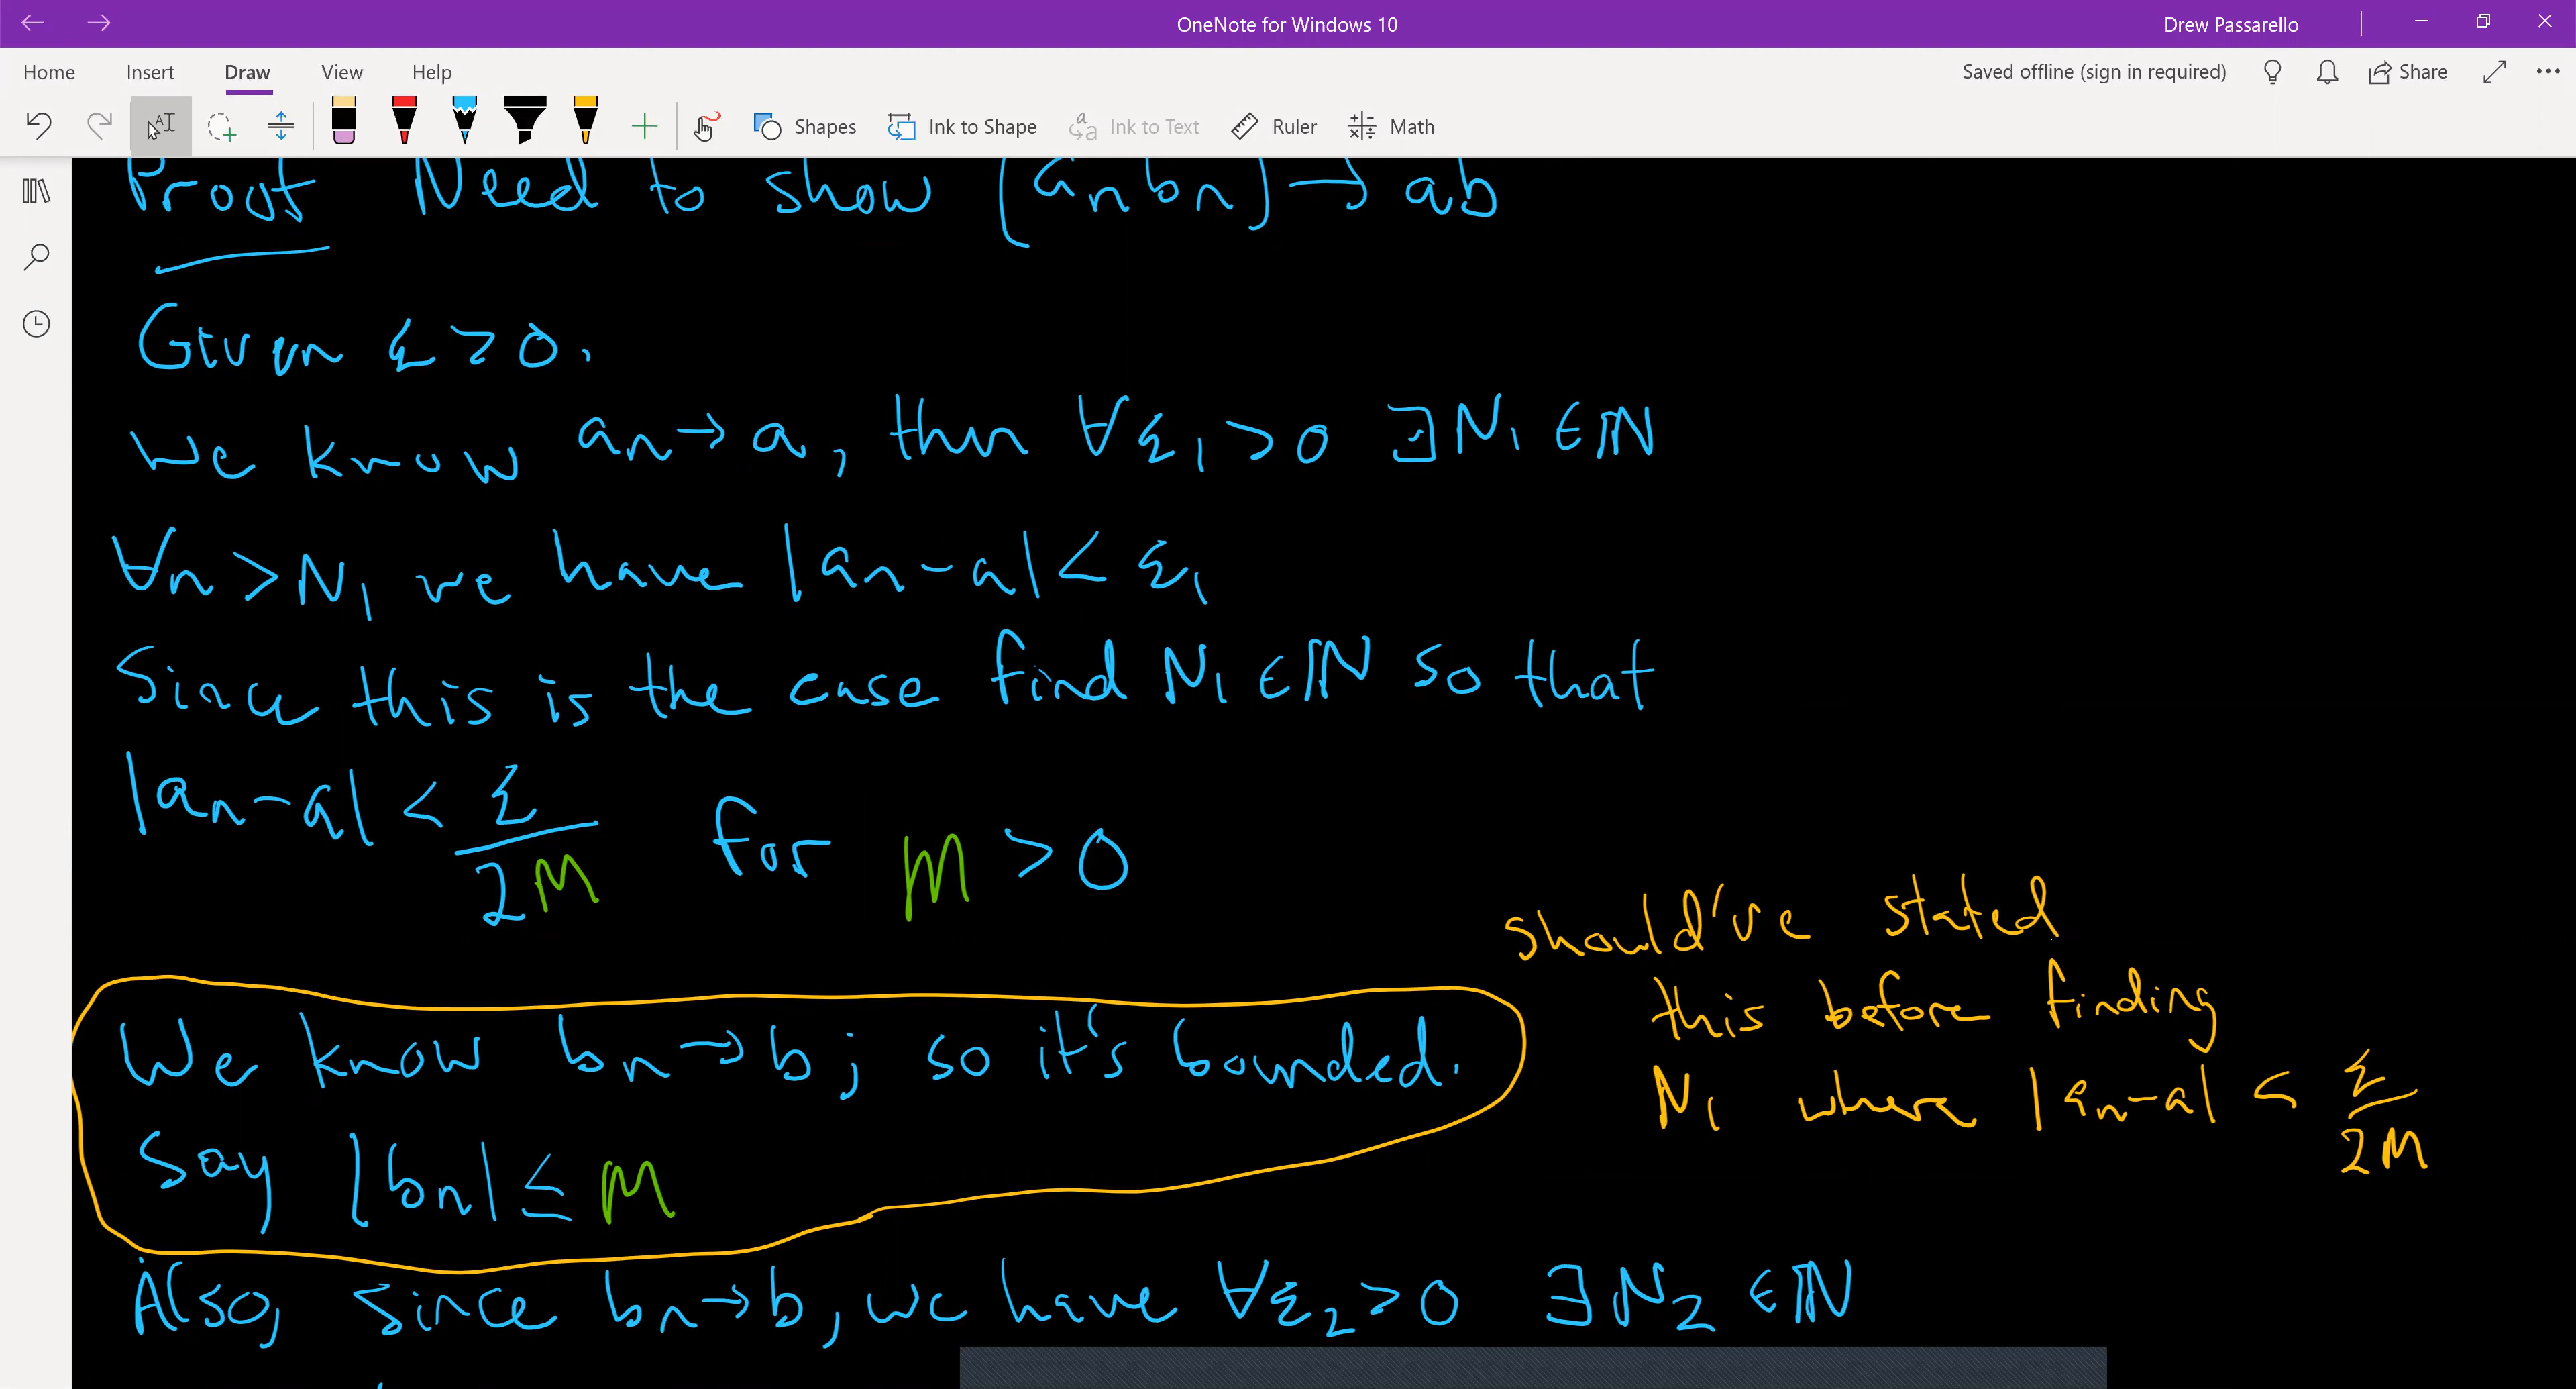 OneNote for Windows 10
Drew Passarello
Home Insert Draw View Help
Saved offline (sign in required)
Share
Shapes
Ink to Shape
Ink to Text
Ruler
Math
Proof Need to show (anbn) → ab
Given ε > 0.
We know an → a, then ∀ε1 > 0 ∃N1 ∈ ℕ
∀n > N1 we have |an - a| < ε1
Since this is the case find N1 ∈ ℕ so that
|an - a| < ε/2M for M > 0
should've stated
this before finding
N1 where |an - a| < ε/2M
We know bn → b; so it's bounded.
Say |bn| ≤ M
Also, since bn → b, we have ∀ε2 > 0 ∃N2 ∈ ℕ